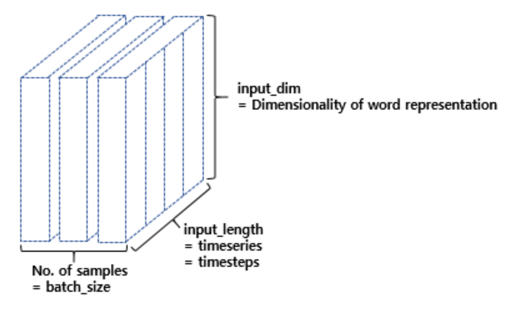 input_dim
= Dimensionality of word representation
input_length
= timeseries
= timesteps
No. of samples
= batch_size